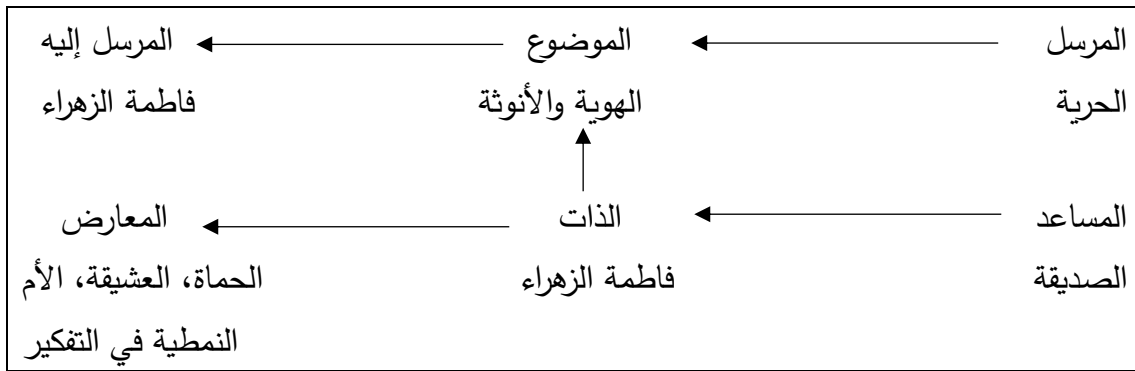 المرسل الموضوع المرسل إليه
الحرية الهوية والأنوثة فاطمة الزهراء
المساعد الذات المعارض
الصديقة فاطمة الزهراء الحماة، العشيقة، الأم
النمطية في التفكير